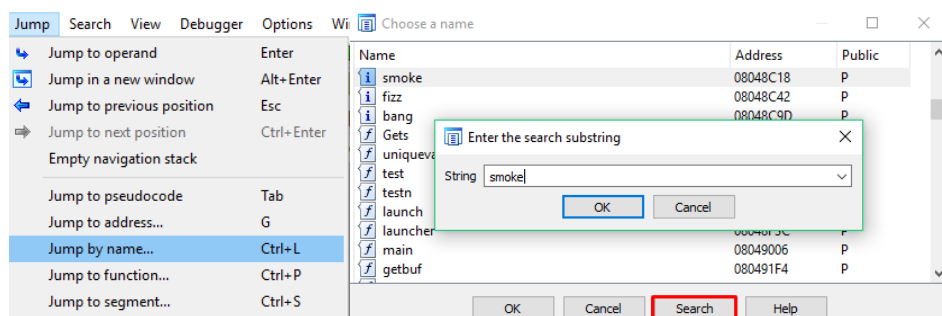 Jump Search View Debugger Options Wi
Jump to operand Enter
Jump in a new window Alt+Enter
Jump to previous position Esc
Jump to next position Ctrl+Enter
Empty navigation stack
Jump to pseudocode Tab
Jump to address... G
Jump by name... Ctrl+L
Jump to function... Ctrl+P
Jump to segment... Ctrl+S
Choose a name
Name Address Public
smoke 08048C18 P
fizz 08048C42 P
bang 08048C9D P
Gets
uniqueva
test
testn
launch
launcher
main 08049006 P
getbuf 080491F4 P
Enter the search substring
String smoke
OK Cancel
OK Cancel Search Help